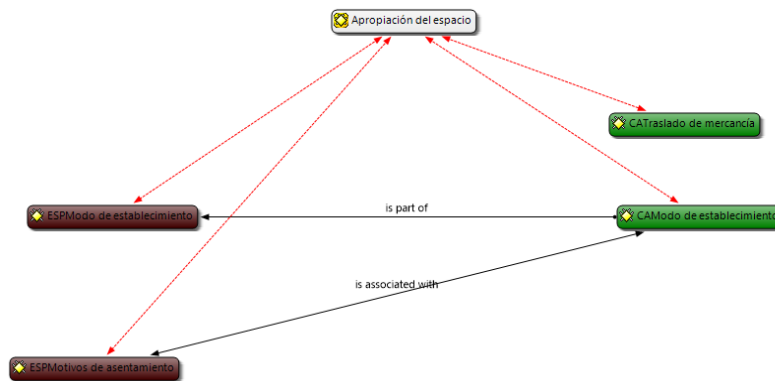 Apropiación del espacio
CATraslado de mercancía
ESPModo de establecimiento
is part of
CAModo de establecimiento
is associated with
ESPMotivos de asentamiento